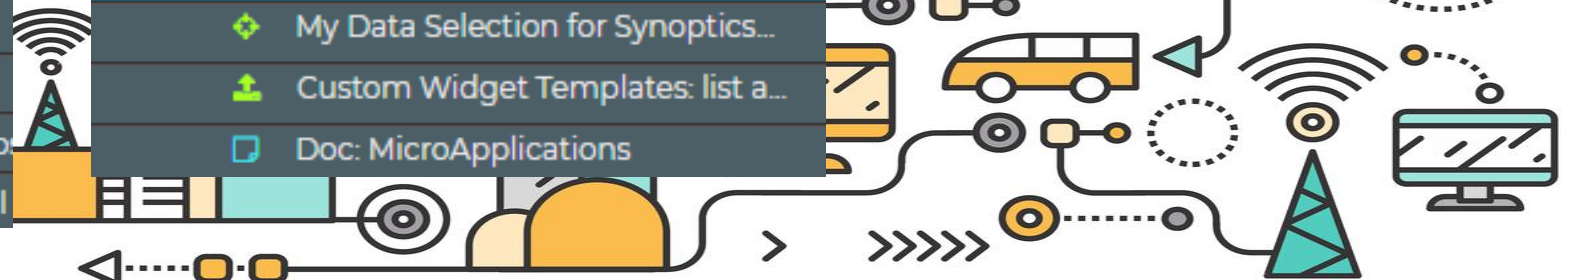 My Data Selection for Synoptics...
Custom Widget Templates: list a...
Doc: MicroApplications